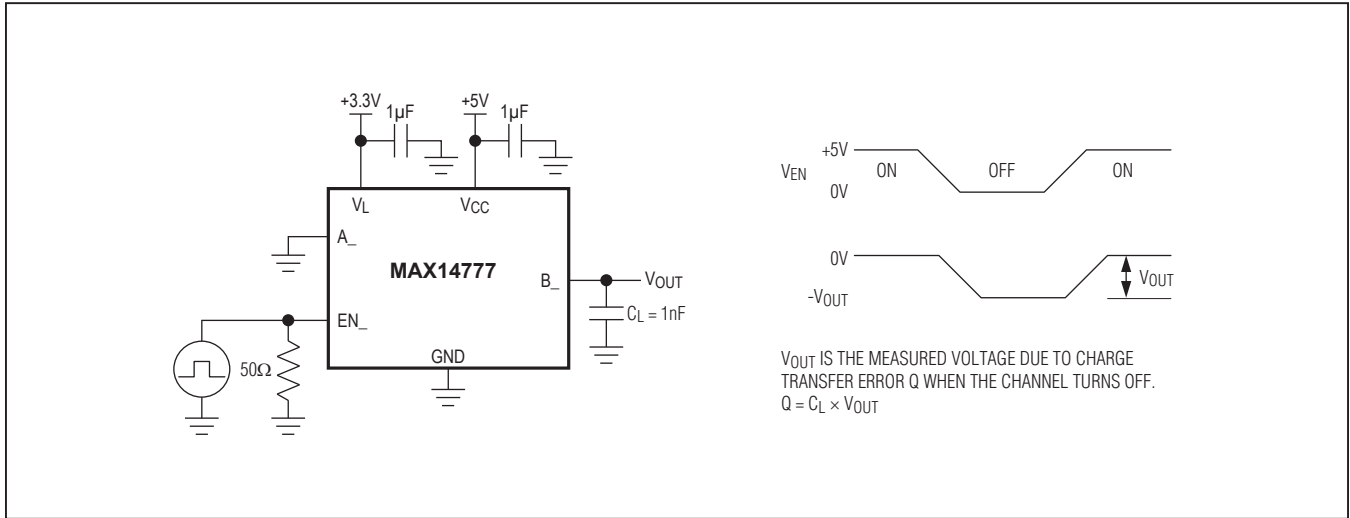 +3.3V
1µF
+5V
1µF
VL
VCC
A_
MAX14777
B_
VOUT
CL = 1nF
EN_
50Ω
GND
+5V
VEN
ON
OFF
ON
0V
0V
VOUT
-VOUT
VOUT IS THE MEASURED VOLTAGE DUE TO CHARGE
TRANSFER ERROR Q WHEN THE CHANNEL TURNS OFF.
Q = CL × VOUT